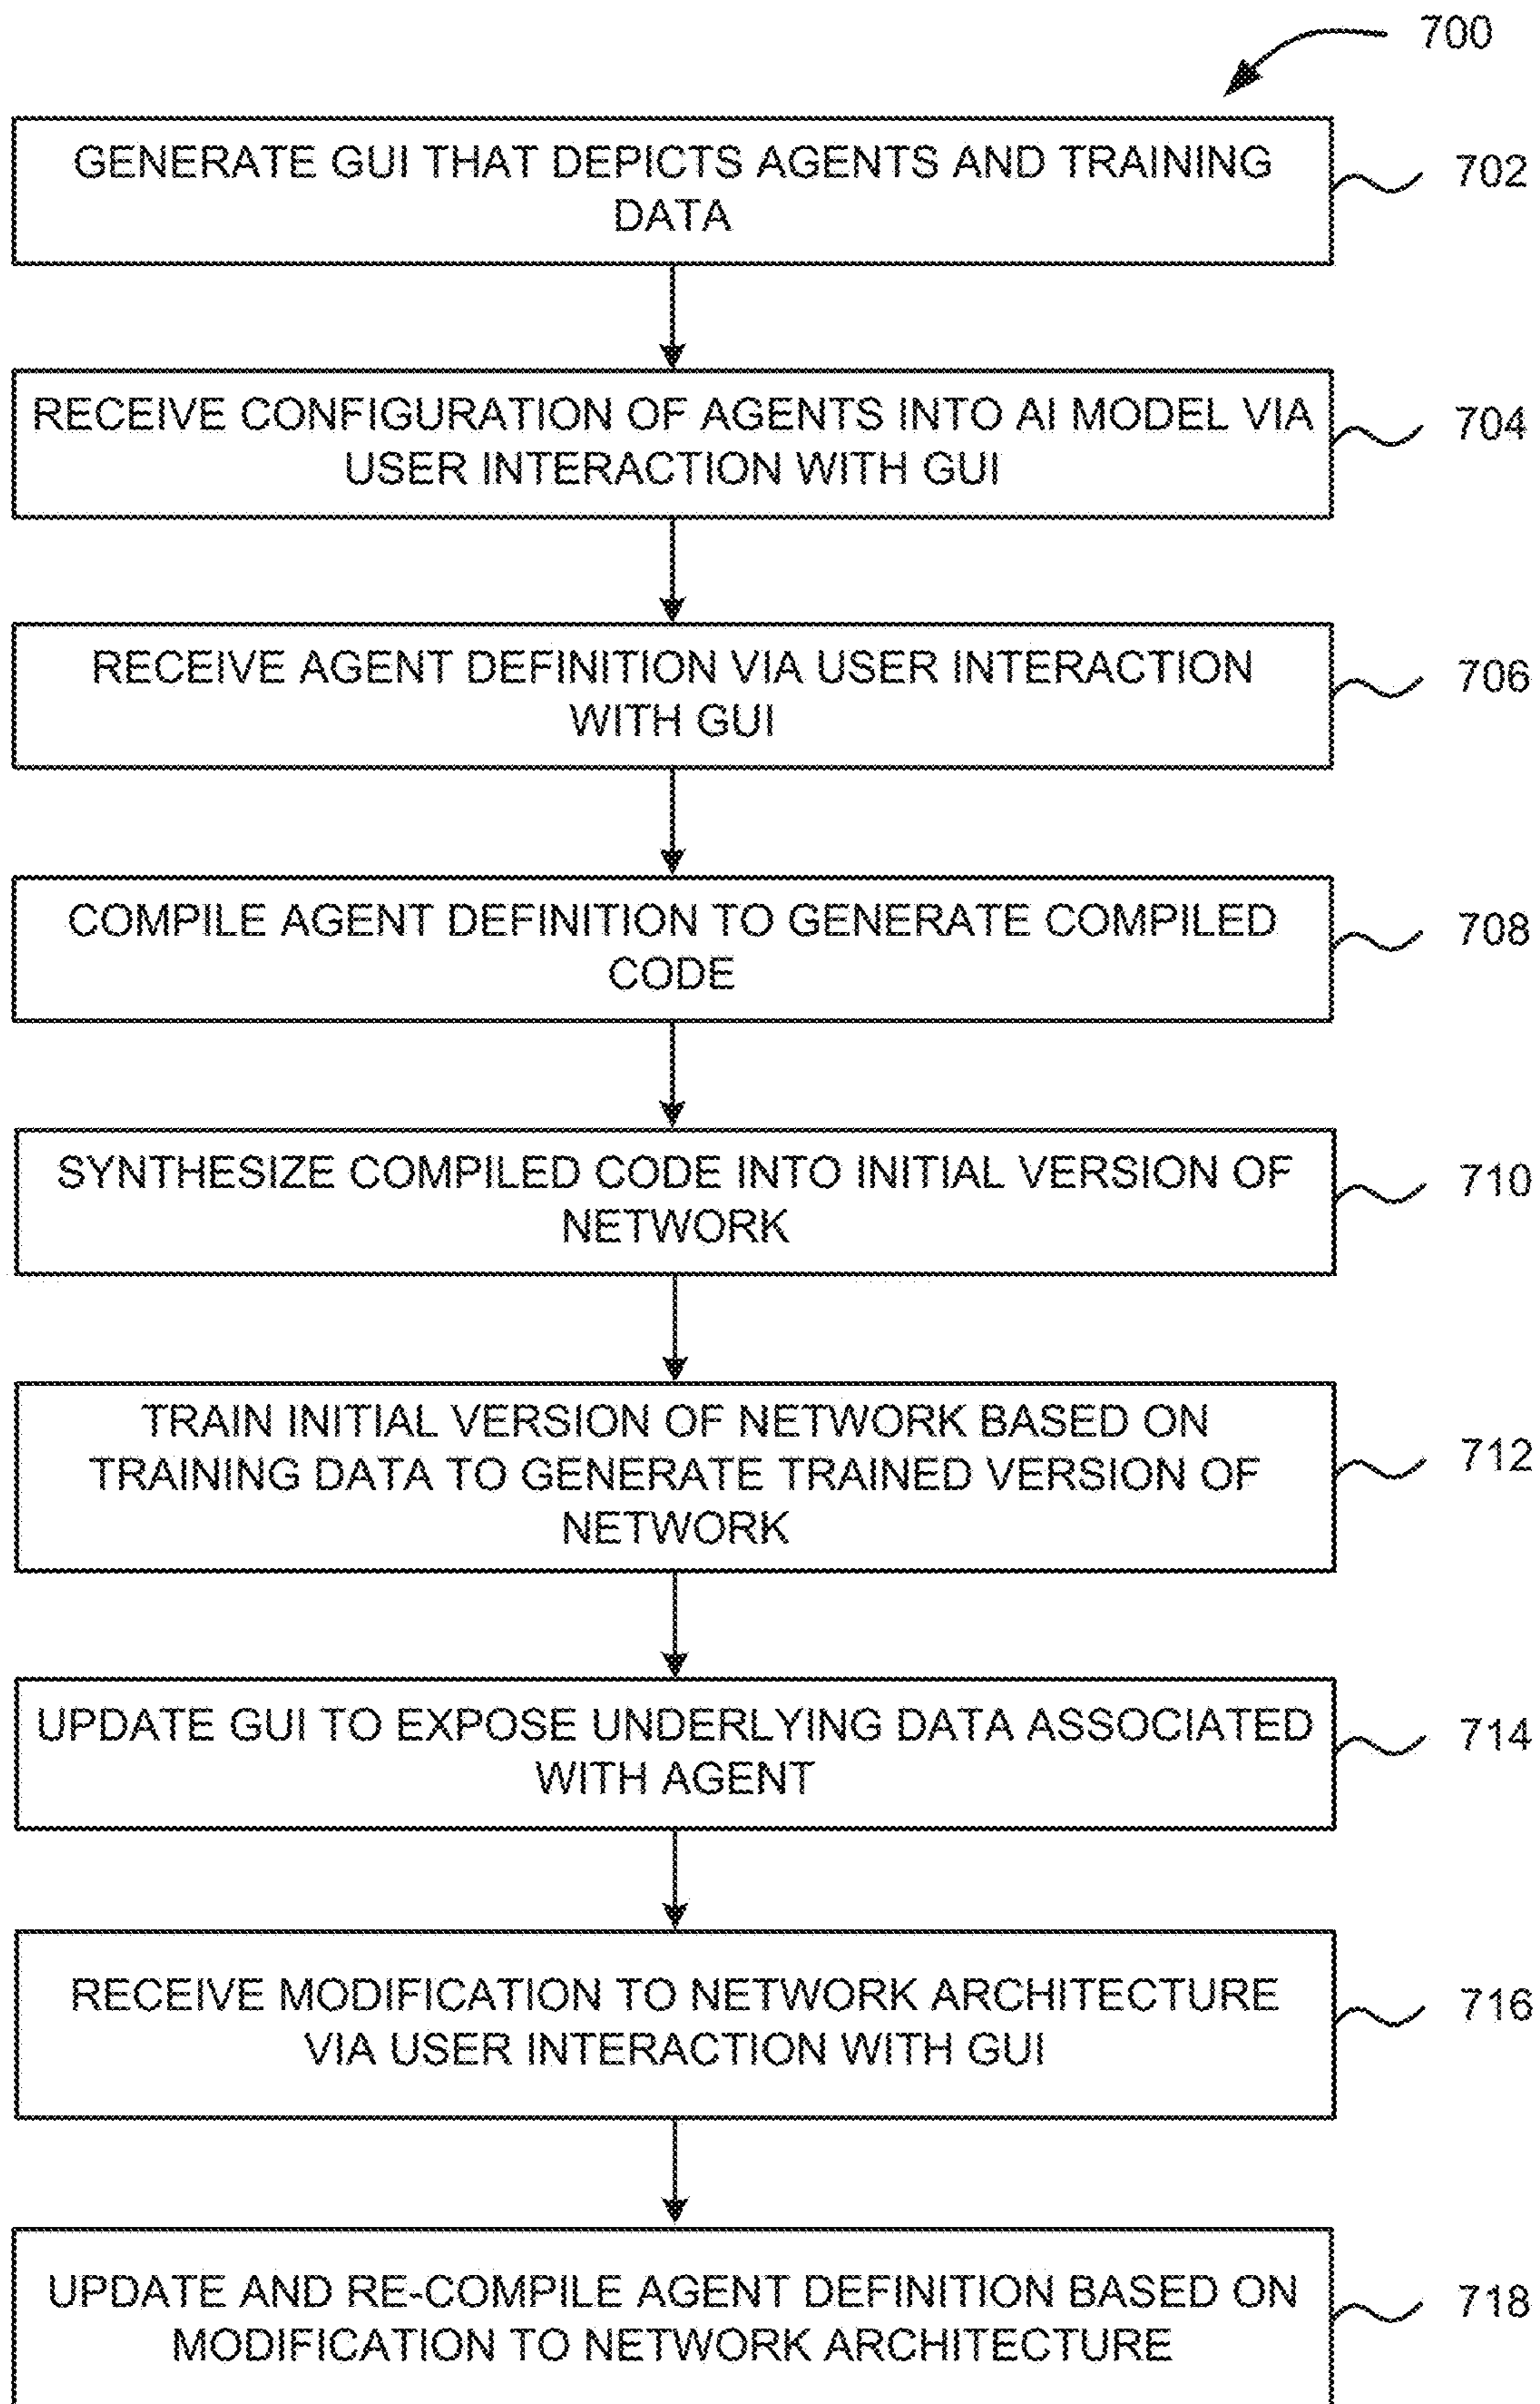 700
GENERATE GUI THAT DEPICTS AGENTS AND TRAINING
DATA
702
RECEIVE CONFIGURATION OF AGENTS INTO AI MODEL VIA
USER INTERACTION WITH GUI
704
RECEIVE AGENT DEFINITION VIA USER INTERACTION
WITH GUI
706
COMPILE AGENT DEFINITION TO GENERATE COMPILED
CODE
708
SYNTHESIZE COMPILED CODE INTO INITIAL VERSION OF
NETWORK
710
TRAIN INITIAL VERSION OF NETWORK BASED ON
TRAINING DATA TO GENERATE TRAINED VERSION OF
NETWORK
712
UPDATE GUI TO EXPOSE UNDERLYING DATA ASSOCIATED
WITH AGENT
714
RECEIVE MODIFICATION TO NETWORK ARCHITECTURE
VIA USER INTERACTION WITH GUI
716
UPDATE AND RE-COMPILE AGENT DEFINITION BASED ON
MODIFICATION TO NETWORK ARCHITECTURE
718